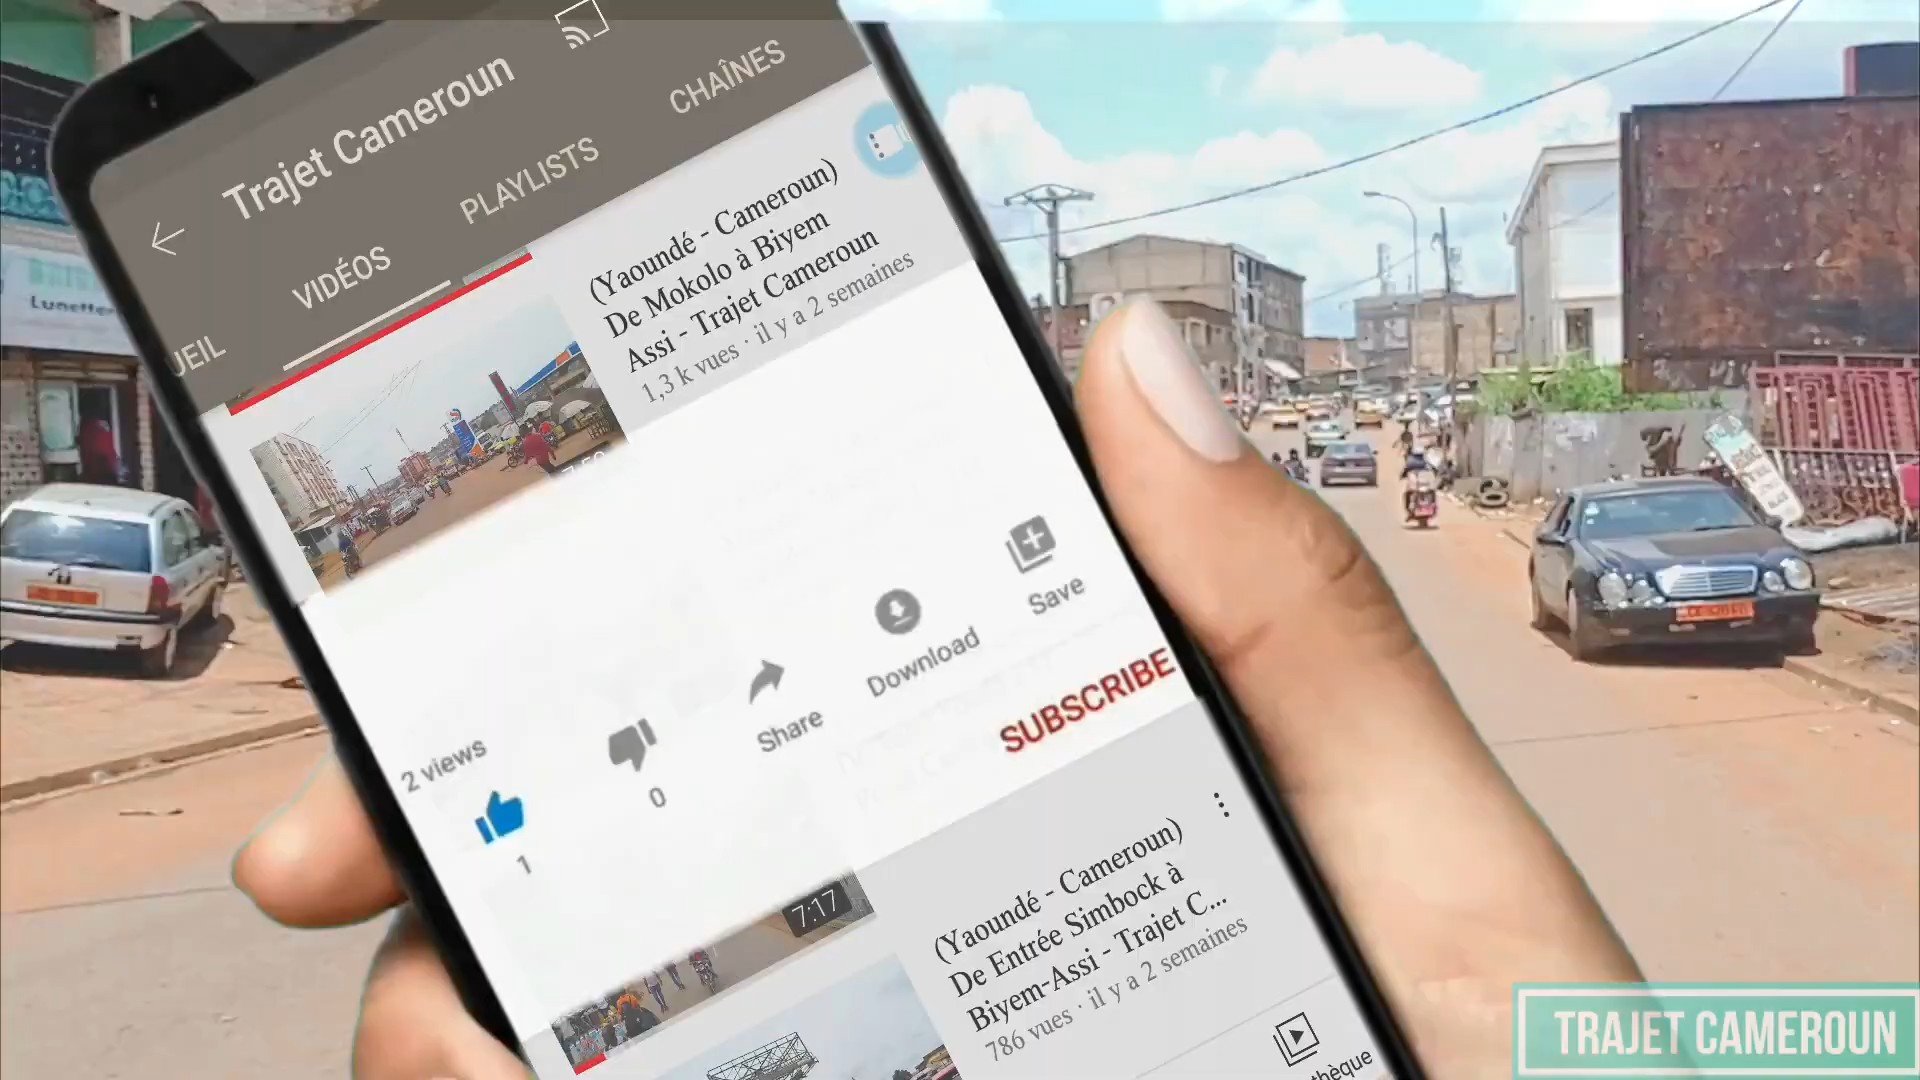 Trajet Cameroun
UEIL
VIDÉOS
PLAYLISTS
CHAÎNES
(Yaoundé - Cameroun)
De Mokolo à Biyem
Assi - Trajet Cameroun
1,3 k vues · il y a 2 semaines
2 views
1
0
Share
Download
Save
SUBSCRIBE
7:17
(Yaoundé - Cameroun)
De Entrée Simbock à
Biyem-Assi - Trajet C...
786 vues · il y a 2 semaines
thèque
Lunette
TRAJET CAMEROUN